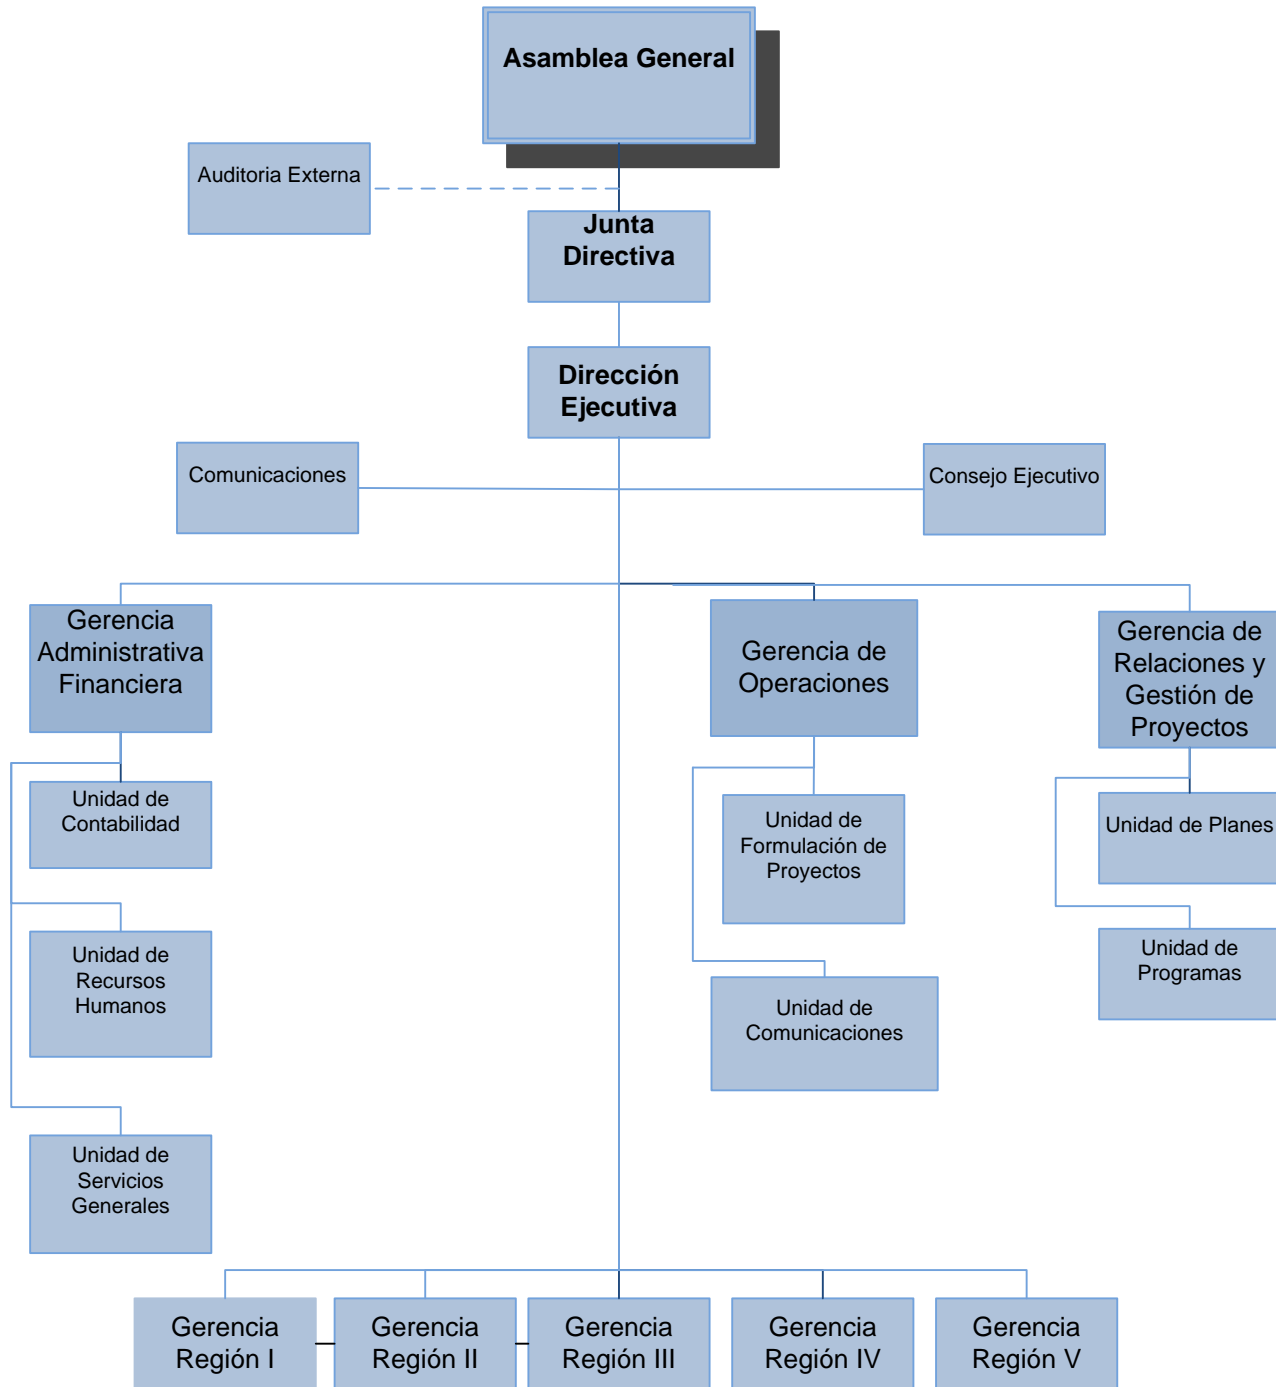 Asamblea General
Auditoria Externa
Junta
Directiva
Dirección
Ejecutiva
Comunicaciones
Consejo Ejecutivo
Gerencia
Administrativa
Financiera
Gerencia de
Operaciones
Gerencia de
Relaciones y
Gestión de
Proyectos
Unidad de
Contabilidad
Unidad de
Formulación de
Proyectos
Unidad de Planes
Unidad de
Recursos
Humanos
Unidad de
Comunicaciones
Unidad de
Programas
Unidad de
Servicios
Generales
Gerencia
Región I
Gerencia
Región II
Gerencia
Región III
Gerencia
Región IV
Gerencia
Región V